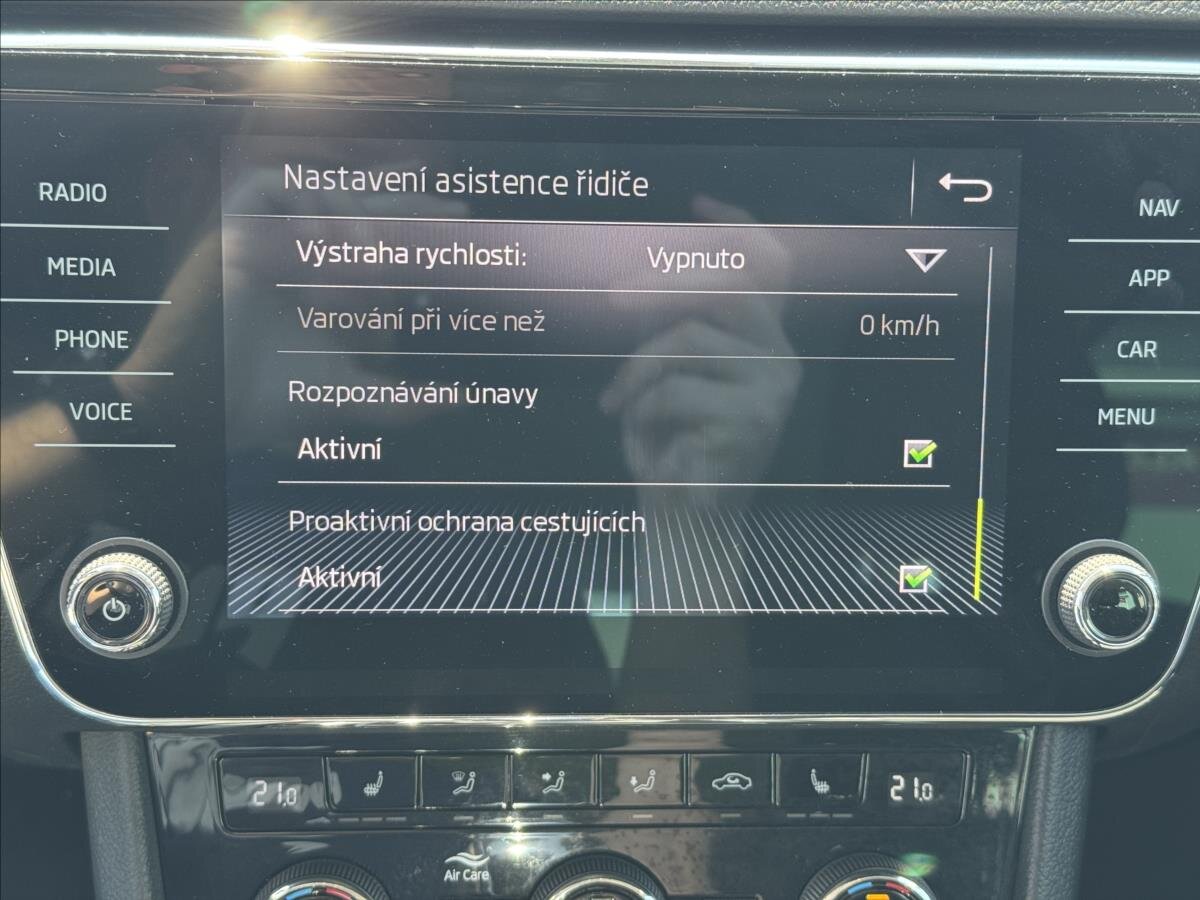 Nastavení asistence řidiče
RADIO
MEDIA
PHONE
VOICE
Výstraha rychlosti: Vypnuto
Varování při více než 0 km/h
Rozpoznávání únavy
Aktivní
Proaktivní ochrana cestujících
Aktivní
NAV
APP
CAR
MENU
21,0
21,0
Air Care